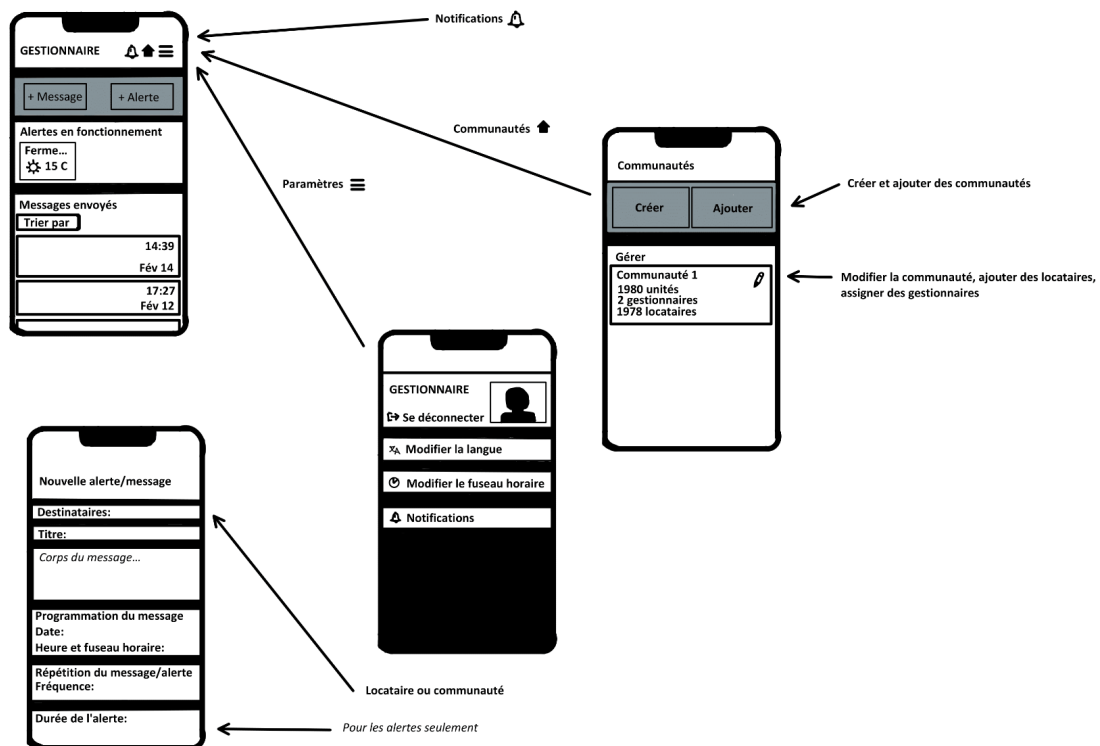 Notifications
GESTIONNAIRE
+ Message
+ Alerte
Alertes en fonctionnement
Ferme...
15 C
Messages envoyés
Trier par
14:39
Fév 14
17:27
Fév 12
Communautés
Paramètres
Communautés
Créer
Ajouter
Gérer
Communauté 1
1980 unités
2 gestionnaires
1978 locataires
Créer et ajouter des communautés
Modifier la communauté, ajouter des locataires,
assigner des gestionnaires
GESTIONNAIRE
Se déconnecter
Modifier la langue
Modifier le fuseau horaire
Notifications
Nouvelle alerte/message
Destinataires:
Titre:
Corps du message...
Programmation du message
Date:
Heure et fuseau horaire:
Répétition du message/alerte
Fréquence:
Durée de l'alerte:
Locataire ou communauté
Pour les alertes seulement